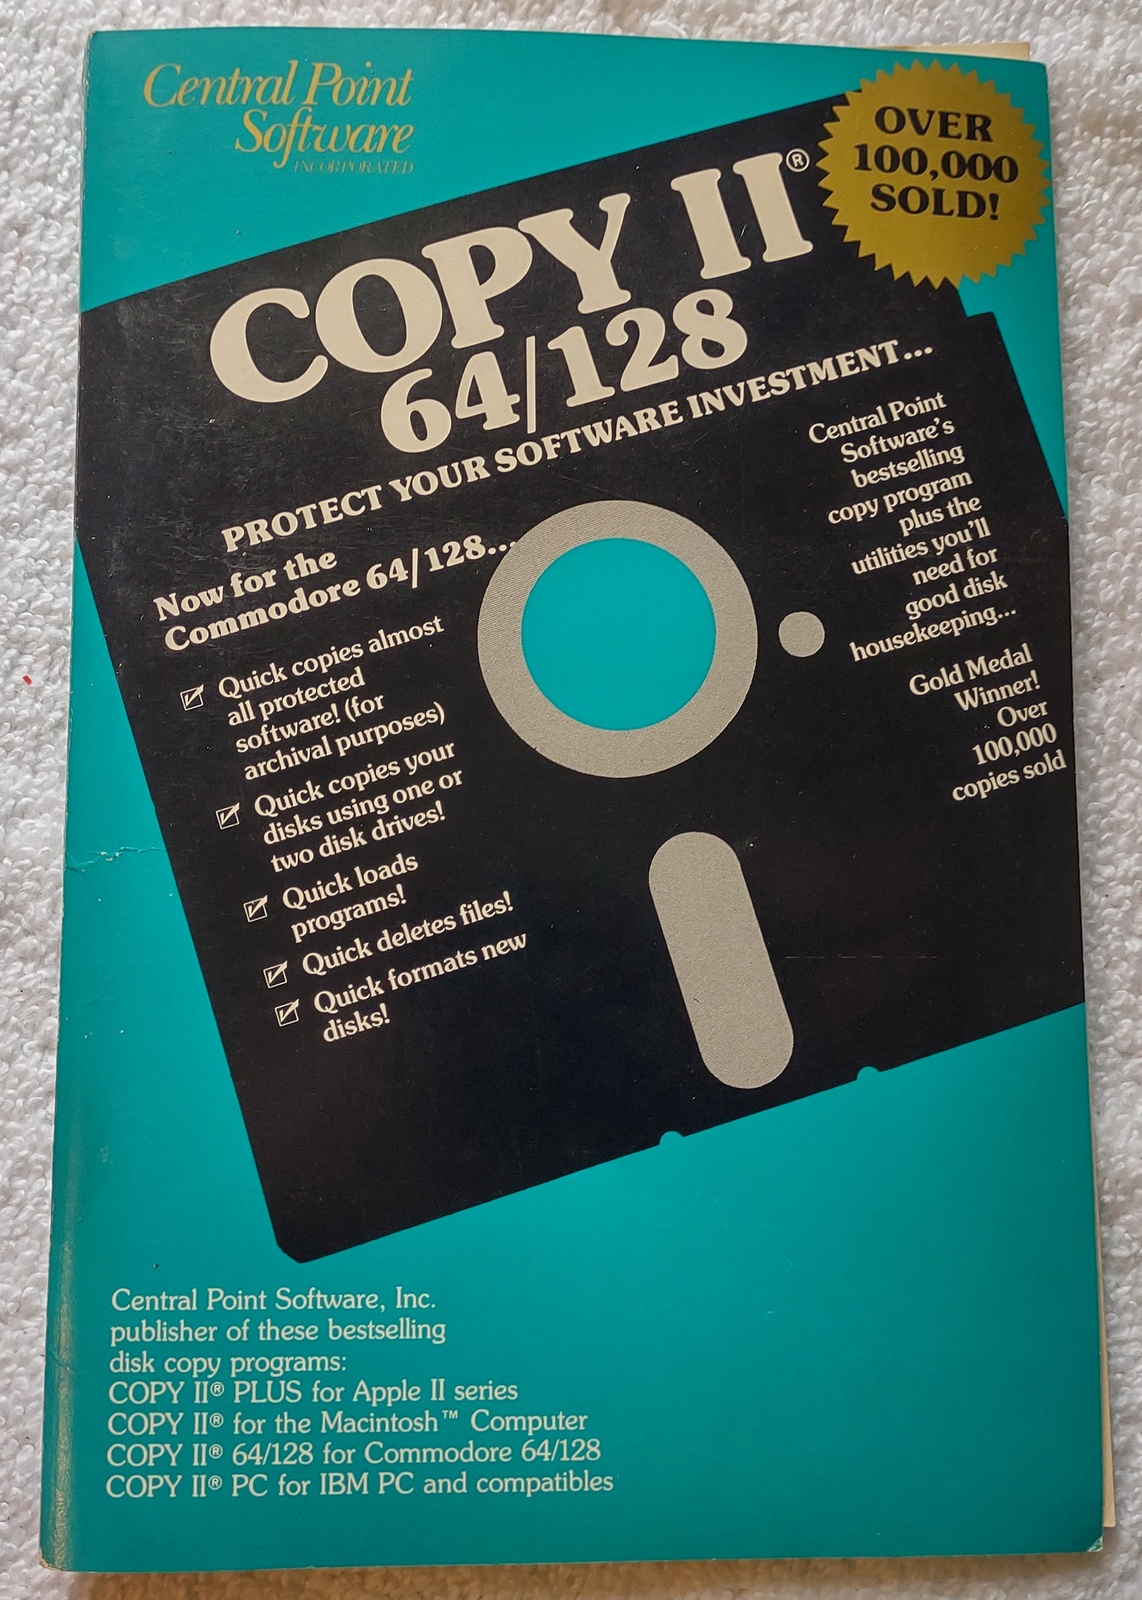 Central Point
Software
INCORPORATED
OVER
100,000
SOLD!
COPY II®
64/128
PROTECT YOUR SOFTWARE INVESTMENT...
Now for the
Commodore 64/128...
Quick copies almost
all protected
software! (for
archival purposes)
Quick copies your
disks using one or
two disk drives!
Quick loads
programs!
Quick deletes files!
Quick formats new
disks!
Central Point
Software's
bestselling
copy program
plus the
utilities you'll
need for
good disk
housekeeping...
Gold Medal
Winner!
Over
100,000
copies sold
Central Point Software, Inc.
publisher of these bestselling
disk copy programs:
COPY II® PLUS for Apple II series
COPY II® for the Macintosh™ Computer
COPY II® 64/128 for Commodore 64/128
COPY II® PC for IBM PC and compatibles